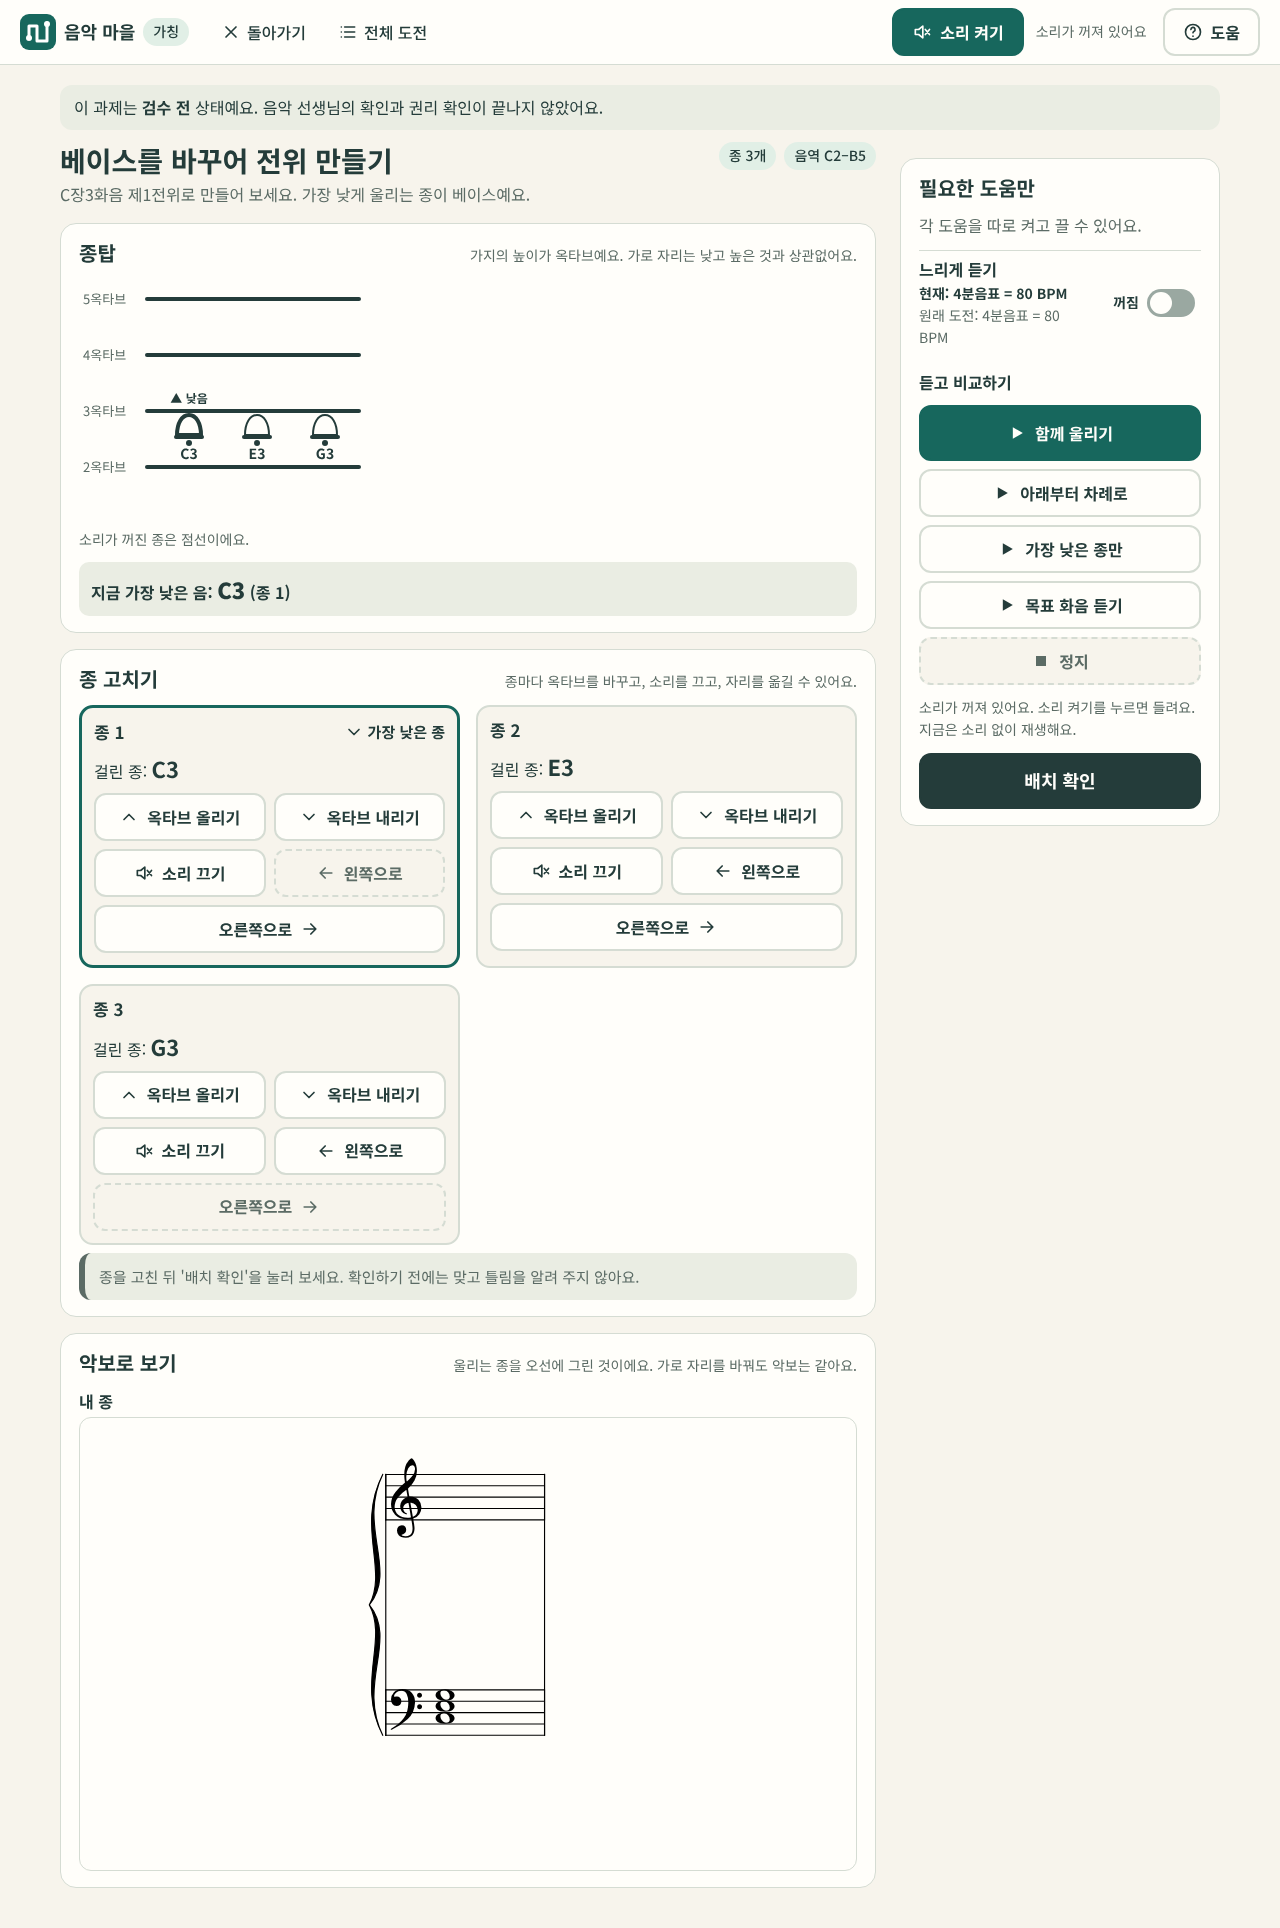 음악 마을 가칭 돌아가기 전체 도전 소리 켜기 소리가 꺼져 있어요 도움
이 과제는 검수 전 상태예요. 음악 선생님의 확인과 권리 확인이 끝나지 않았어요.
베이스를 바꾸어 전위 만들기
종 3개 음역 C2–B5
C장3화음 제1전위로 만들어 보세요. 가장 낮게 울리는 종이 베이스예요.
종탑
가지의 높이가 옥타브예요. 가로 자리는 낮고 높은 것과 상관없어요.
5옥타브
4옥타브
▲ 낮음
3옥타브
C3 E3 G3
2옥타브
소리가 꺼진 종은 점선이에요.
지금 가장 낮은 음: C3 (종 1)
종 고치기
종마다 옥타브를 바꾸고, 소리를 끄고, 자리를 옮길 수 있어요.
종 1 가장 낮은 종
걸린 종: C3
옥타브 올리기 옥타브 내리기
소리 끄기 왼쪽으로
오른쪽으로
종 2
걸린 종: E3
옥타브 올리기 옥타브 내리기
소리 끄기 왼쪽으로
오른쪽으로
종 3
걸린 종: G3
옥타브 올리기 옥타브 내리기
소리 끄기 왼쪽으로
오른쪽으로
종을 고친 뒤 '배치 확인'을 눌러 보세요. 확인하기 전에는 맞고 틀림을 알려 주지 않아요.
악보로 보기
울리는 종을 오선에 그린 것이에요. 가로 자리를 바꿔도 악보는 같아요.
내 종
필요한 도움만
각 도움을 따로 켜고 끌 수 있어요.
느리게 듣기
현재: 4분음표 = 80 BPM
꺼짐
원래 도전: 4분음표 = 80
BPM
듣고 비교하기
함께 울리기
아래부터 차례로
가장 낮은 종만
목표 화음 듣기
정지
소리가 꺼져 있어요. 소리 켜기를 누르면 들려요.
지금은 소리 없이 재생해요.
배치 확인